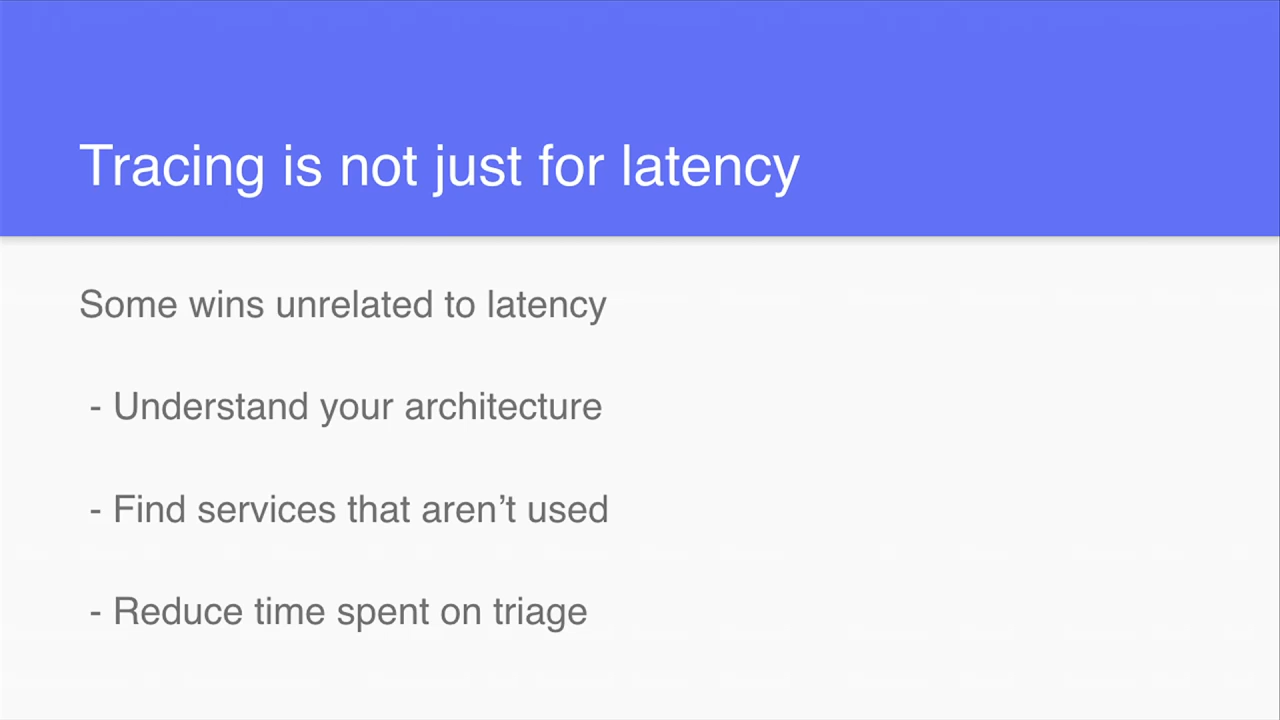 Tracing is not just for latency
Some wins unrelated to latency
- Understand your architecture
- Find services that aren’t used
- Reduce time spent on triage